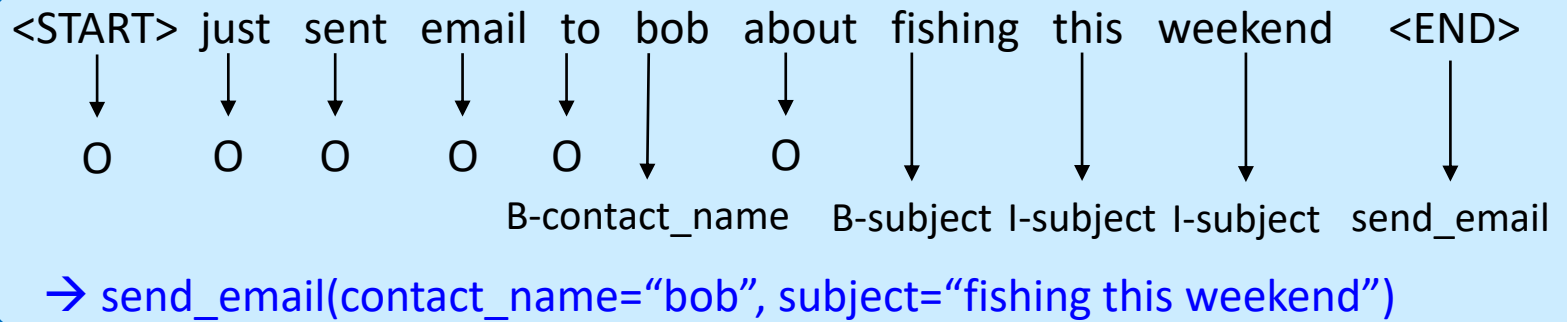 <START> just sent email to bob about fishing this weekend <END>
O O O O O O
B-contact_name B-subject I-subject I-subject send_email
→ send_email(contact_name=“bob”, subject=“fishing this weekend”)